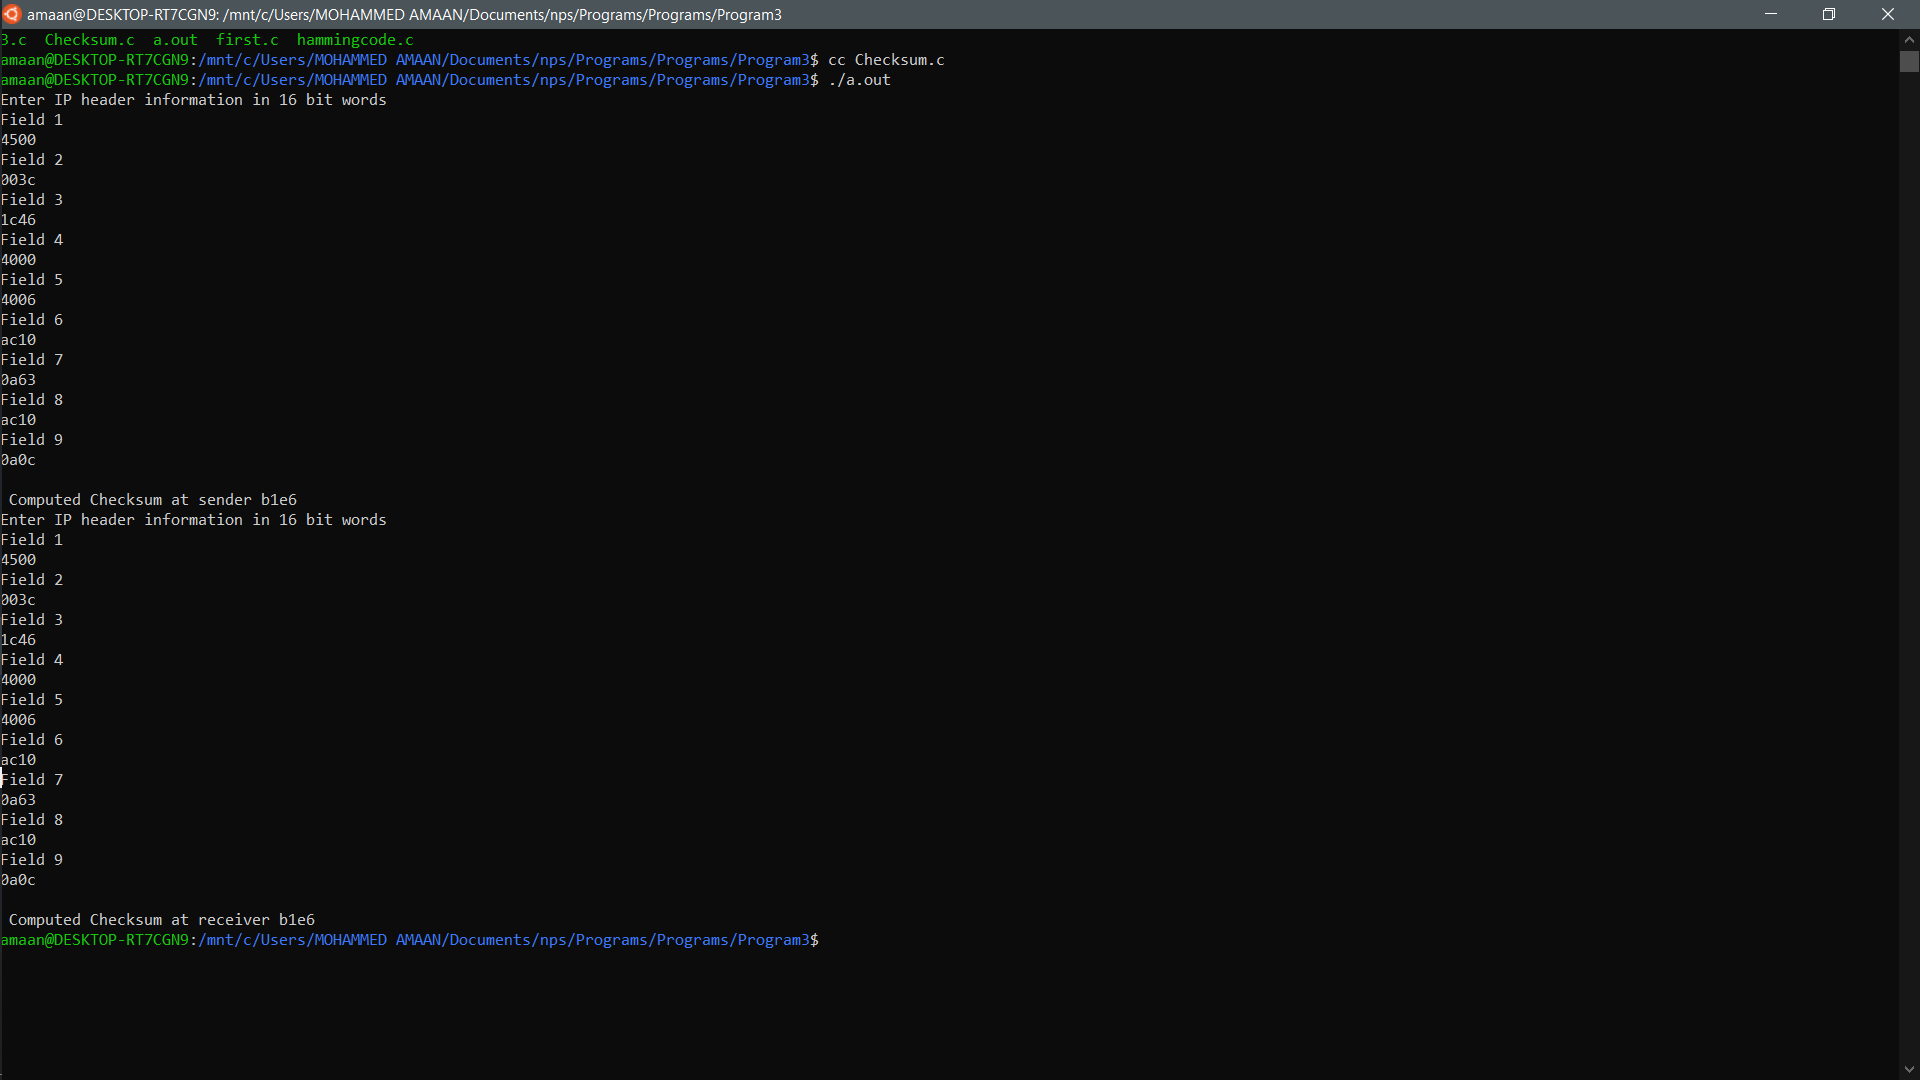 amaan@DESKTOP-RT7CGN9: /mnt/c/Users/MOHAMMED AMAAN/Documents/nps/Programs/Programs/Program3
3.c  Checksum.c  a.out  first.c  hammingcode.c
amaan@DESKTOP-RT7CGN9:/mnt/c/Users/MOHAMMED AMAAN/Documents/nps/Programs/Programs/Program3$ cc Checksum.c
amaan@DESKTOP-RT7CGN9:/mnt/c/Users/MOHAMMED AMAAN/Documents/nps/Programs/Programs/Program3$ ./a.out
Enter IP header information in 16 bit words
Field 1
4500
Field 2
003c
Field 3
1c46
Field 4
4000
Field 5
4006
Field 6
ac10
Field 7
0a63
Field 8
ac10
Field 9
0a0c
Computed Checksum at sender b1e6
Enter IP header information in 16 bit words
Field 1
4500
Field 2
003c
Field 3
1c46
Field 4
4000
Field 5
4006
Field 6
ac10
Field 7
0a63
Field 8
ac10
Field 9
0a0c
Computed Checksum at receiver b1e6
amaan@DESKTOP-RT7CGN9:/mnt/c/Users/MOHAMMED AMAAN/Documents/nps/Programs/Programs/Program3$